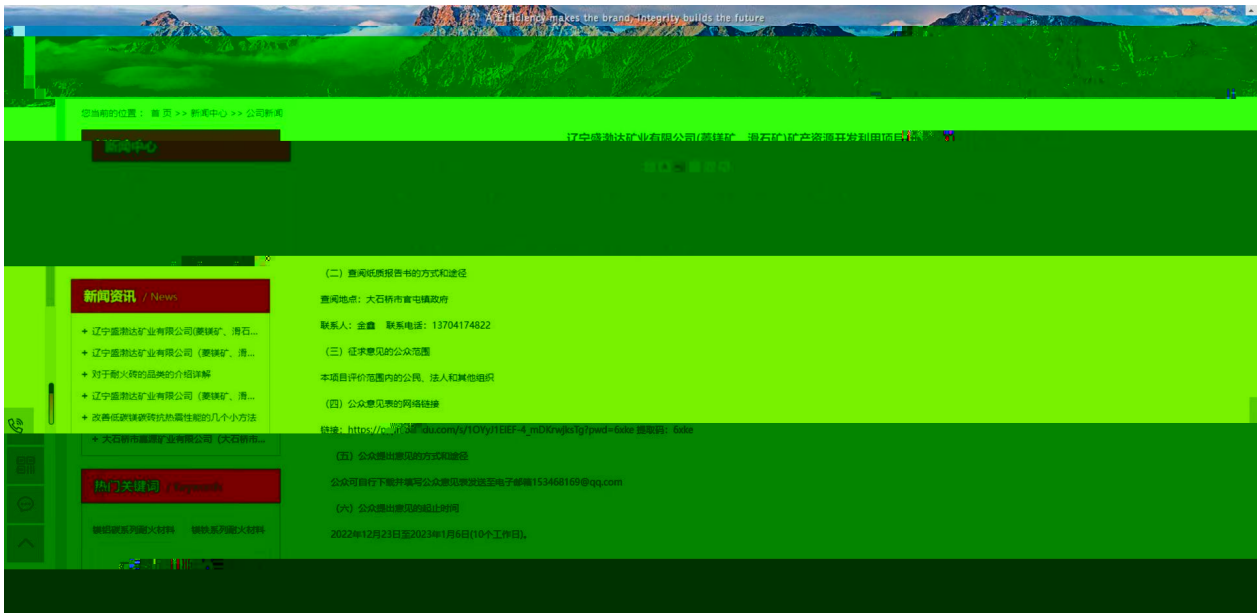 Efficiency makes the brand, Integrity builds the future
您当前的位置： 首 页 >> 新闻中心 >> 公司新闻
新闻中心
辽宁盛渤达矿业有限公司(菱镁矿、滑石矿)矿产资源开发利用项目
（二）查阅纸质报告书的方式和途径
查阅地点：大石桥市官屯镇政府
联系人：金鑫 联系电话：13704174822
（三）征求意见的公众范围
本项目评价范围内的公民、法人和其他组织
（四）公众意见表的网络链接
链接：https://p du.com/s/1OYyJ1ElEF-4_mDKrwjksTg?pwd=6xke 提取码：6xke
（五）公众提出意见的方式和途径
公众可自行下载并填写公众意见表发送至电子邮箱153468169@qq.com
（六）公众提出意见的起止时间
2022年12月23日至2023年1月6日(10个工作日)。
新闻资讯 / News
+ 辽宁盛渤达矿业有限公司(菱镁矿、滑石...
+ 辽宁盛渤达矿业有限公司（菱镁矿、滑...
+ 对于耐火砖的品类的介绍详解
+ 辽宁盛渤达矿业有限公司（菱镁矿、滑...
+ 改善低碳镁碳砖抗热震性能的几个小方法
+ 大石桥市嘉源矿业有限公司（大石桥市...
热门关键词 / Keywords
镁铝碳系列耐火材料 镁铁系列耐火材料